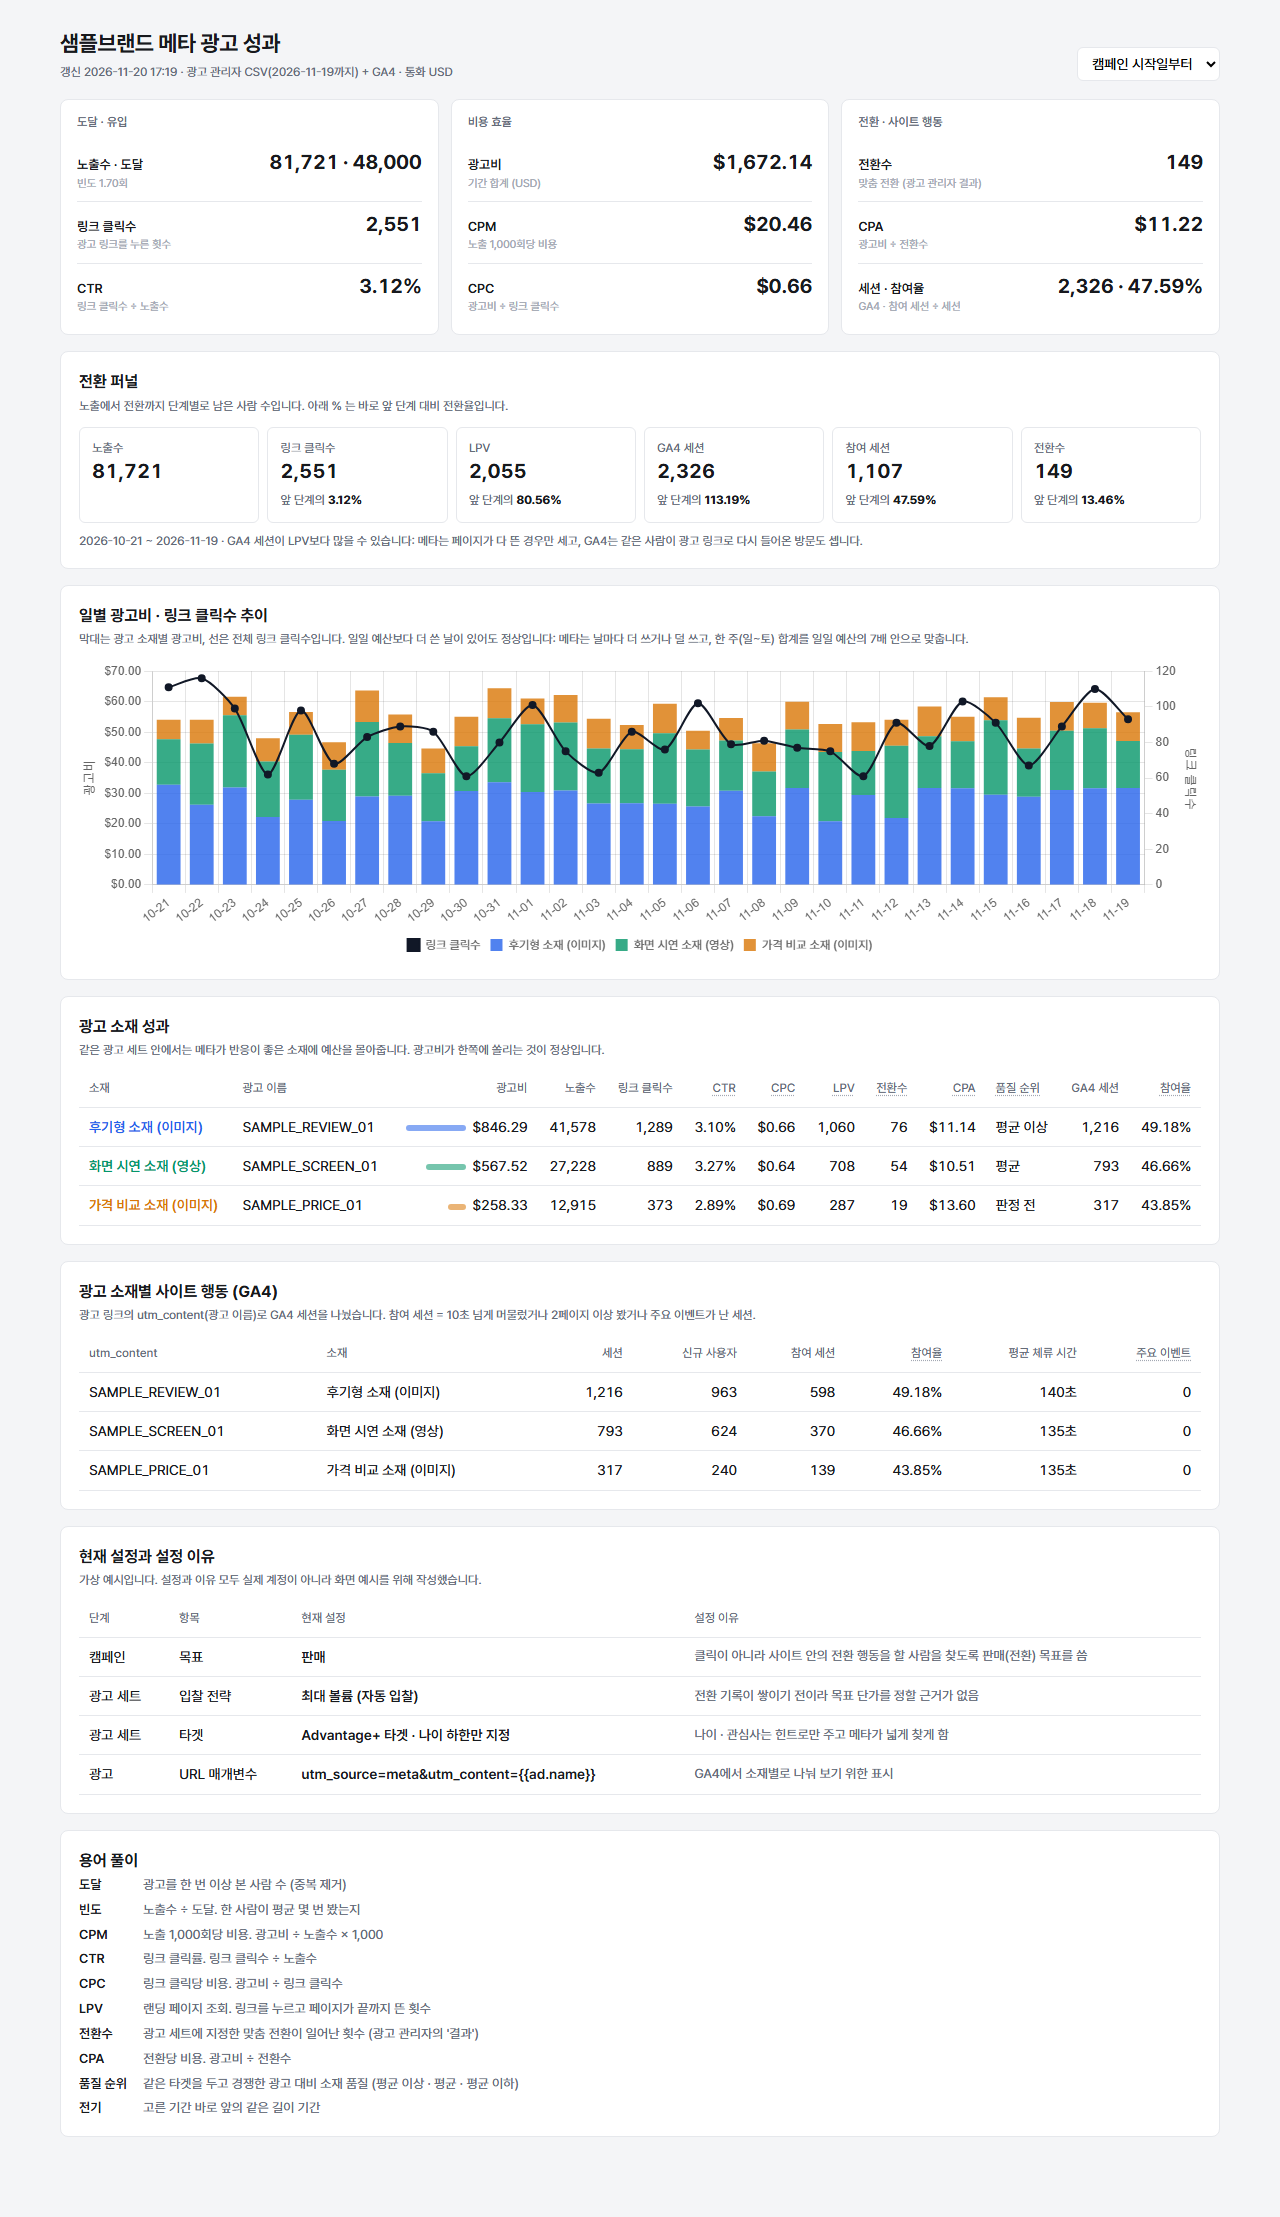 샘플브랜드 메타 광고 성과
갱신 2026-11-20 17:19 · 광고 관리자 CSV(2026-11-19까지) + GA4 · 통화 USD
캠페인 시작일부터
도달 · 유입
노출수 · 도달 81,721 · 48,000
빈도 1.70회
링크 클릭수 2,551
광고 링크를 누른 횟수
CTR 3.12%
링크 클릭수 ÷ 노출수
비용 효율
광고비 $1,672.14
기간 합계 (USD)
CPM $20.46
노출 1,000회당 비용
CPC $0.66
광고비 ÷ 링크 클릭수
전환 · 사이트 행동
전환수 149
맞춤 전환 (광고 관리자 결과)
CPA $11.22
광고비 ÷ 전환수
세션 · 참여율 2,326 · 47.59%
GA4 · 참여 세션 ÷ 세션
전환 퍼널
노출에서 전환까지 단계별로 남은 사람 수입니다. 아래 % 는 바로 앞 단계 대비 전환율입니다.
노출수
81,721
링크 클릭수
2,551
앞 단계의 3.12%
LPV
2,055
앞 단계의 80.56%
GA4 세션
2,326
앞 단계의 113.19%
참여 세션
1,107
앞 단계의 47.59%
전환수
149
앞 단계의 13.46%
2026-10-21 ~ 2026-11-19 · GA4 세션이 LPV보다 많을 수 있습니다: 메타는 페이지가 다 뜬 경우만 세고, GA4는 같은 사람이 광고 링크로 다시 들어온 방문도 셉니다.
일별 광고비 · 링크 클릭수 추이
막대는 광고 소재별 광고비, 선은 전체 링크 클릭수입니다. 일일 예산보다 더 쓴 날이 있어도 정상입니다: 메타는 날마다 더 쓰거나 덜 쓰고, 한 주(일~토) 합계를 일일 예산의 7배 안으로 맞춥니다.
광고비
$70.00
$60.00
$50.00
$40.00
$30.00
$20.00
$10.00
$0.00
120
100
80
60
40
20
0
링크 클릭수
10-21 10-22 10-23 10-24 10-25 10-26 10-27 10-28 10-29 10-30 10-31 11-01 11-02 11-03 11-04 11-05 11-06 11-07 11-08 11-09 11-10 11-11 11-12 11-13 11-14 11-15 11-16 11-17 11-18 11-19
링크 클릭수 후기형 소재 (이미지) 화면 시연 소재 (영상) 가격 비교 소재 (이미지)
광고 소재 성과
같은 광고 세트 안에서는 메타가 반응이 좋은 소재에 예산을 몰아줍니다. 광고비가 한쪽에 쏠리는 것이 정상입니다.
소재 광고 이름 광고비 노출수 링크 클릭수 CTR CPC LPV 전환수 CPA 품질 순위 GA4 세션 참여율
후기형 소재 (이미지) SAMPLE_REVIEW_01 $846.29 41,578 1,289 3.10% $0.66 1,060 76 $11.14 평균 이상 1,216 49.18%
화면 시연 소재 (영상) SAMPLE_SCREEN_01 $567.52 27,228 889 3.27% $0.64 708 54 $10.51 평균 793 46.66%
가격 비교 소재 (이미지) SAMPLE_PRICE_01 $258.33 12,915 373 2.89% $0.69 287 19 $13.60 판정 전 317 43.85%
광고 소재별 사이트 행동 (GA4)
광고 링크의 utm_content(광고 이름)로 GA4 세션을 나눴습니다. 참여 세션 = 10초 넘게 머물렀거나 2페이지 이상 봤거나 주요 이벤트가 난 세션.
utm_content 소재 세션 신규 사용자 참여 세션 참여율 평균 체류 시간 주요 이벤트
SAMPLE_REVIEW_01 후기형 소재 (이미지) 1,216 963 598 49.18% 140초 0
SAMPLE_SCREEN_01 화면 시연 소재 (영상) 793 624 370 46.66% 135초 0
SAMPLE_PRICE_01 가격 비교 소재 (이미지) 317 240 139 43.85% 135초 0
현재 설정과 설정 이유
가상 예시입니다. 설정과 이유 모두 실제 계정이 아니라 화면 예시를 위해 작성했습니다.
단계 항목 현재 설정 설정 이유
캠페인 목표 판매 클릭이 아니라 사이트 안의 전환 행동을 할 사람을 찾도록 판매(전환) 목표를 씀
광고 세트 입찰 전략 최대 볼륨 (자동 입찰) 전환 기록이 쌓이기 전이라 목표 단가를 정할 근거가 없음
광고 세트 타겟 Advantage+ 타겟 · 나이 하한만 지정 나이 · 관심사는 힌트로만 주고 메타가 넓게 찾게 함
광고 URL 매개변수 utm_source=meta&utm_content={{ad.name}} GA4에서 소재별로 나눠 보기 위한 표시
용어 풀이
도달 광고를 한 번 이상 본 사람 수 (중복 제거)
빈도 노출수 ÷ 도달. 한 사람이 평균 몇 번 봤는지
CPM 노출 1,000회당 비용. 광고비 ÷ 노출수 × 1,000
CTR 링크 클릭률. 링크 클릭수 ÷ 노출수
CPC 링크 클릭당 비용. 광고비 ÷ 링크 클릭수
LPV 랜딩 페이지 조회. 링크를 누르고 페이지가 끝까지 뜬 횟수
전환수 광고 세트에 지정한 맞춤 전환이 일어난 횟수 (광고 관리자의 '결과')
CPA 전환당 비용. 광고비 ÷ 전환수
품질 순위 같은 타겟을 두고 경쟁한 광고 대비 소재 품질 (평균 이상 · 평균 · 평균 이하)
전기 고른 기간 바로 앞의 같은 길이 기간